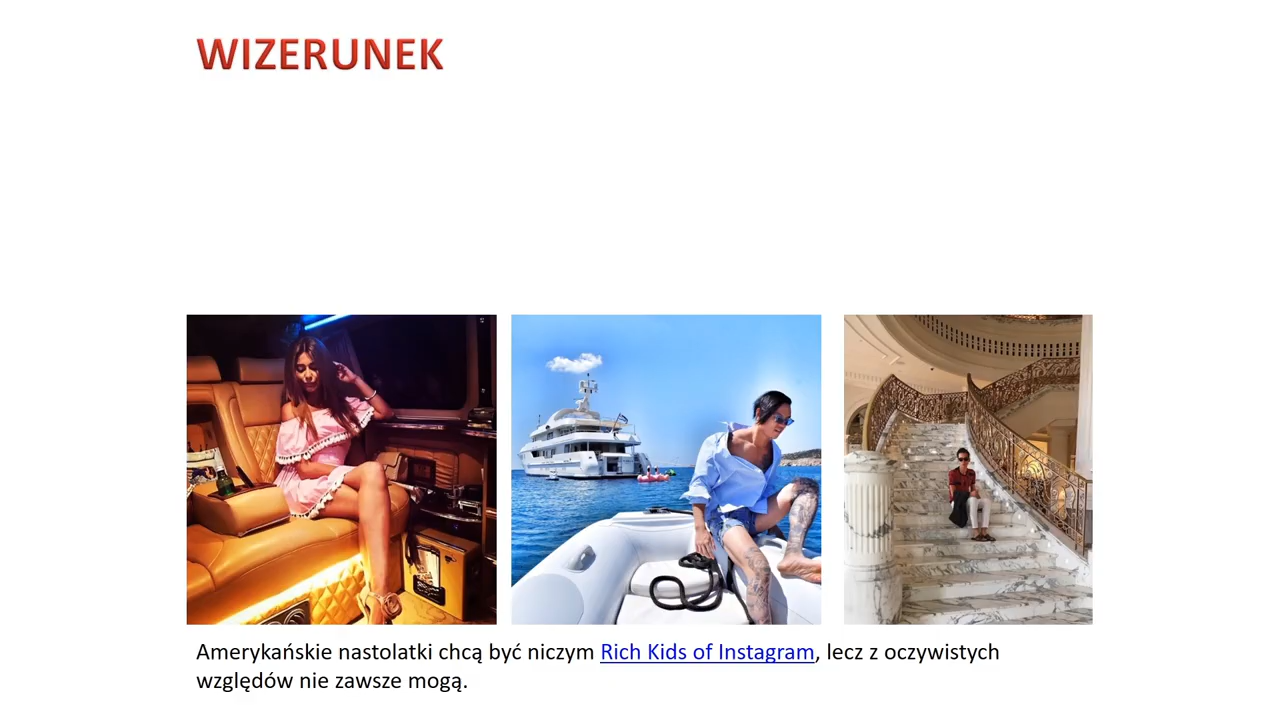 WIZERUNEK
Amerykańskie nastolatki chcą być niczym Rich Kids of Instagram, lecz z oczywistych
względów nie zawsze mogą.